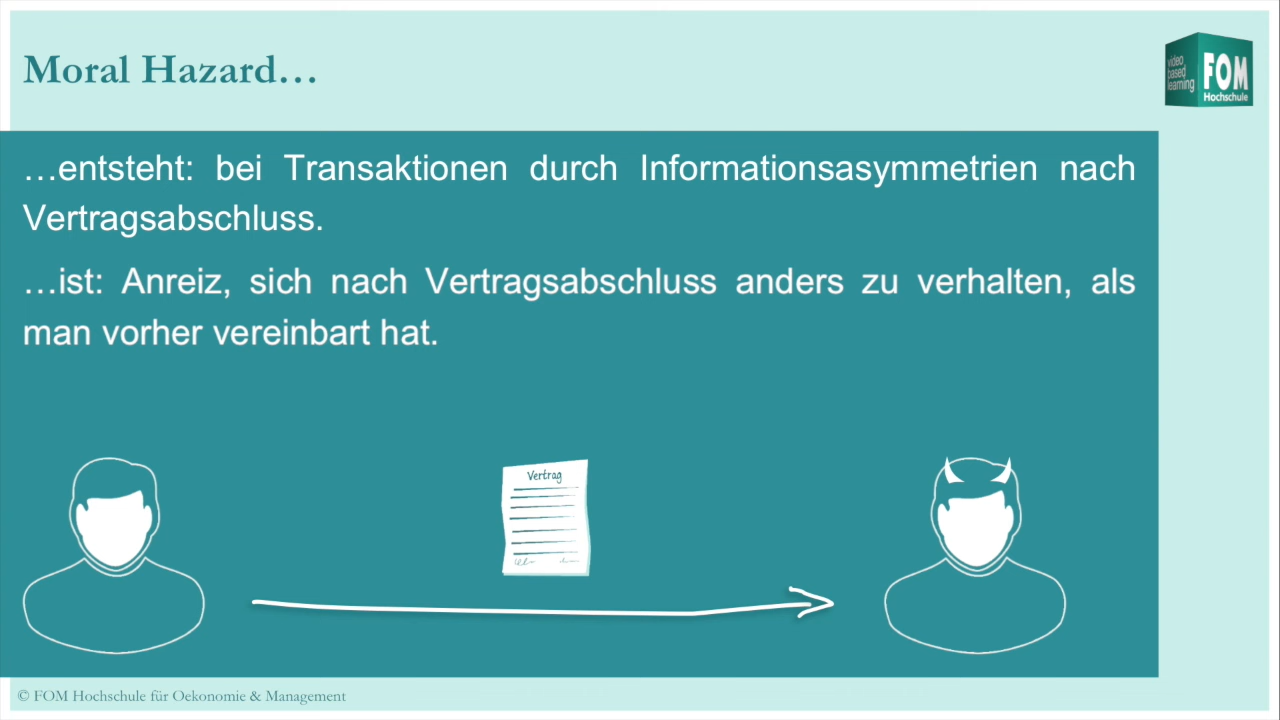 Moral Hazard…
video
based
learning
FOM
Hochschule
…entsteht: bei Transaktionen durch Informationsasymmetrien nach
Vertragsabschluss.
…ist: Anreiz, sich nach Vertragsabschluss anders zu verhalten, als
man vorher vereinbart hat.
Vertrag
© FOM Hochschule für Oekonomie & Management